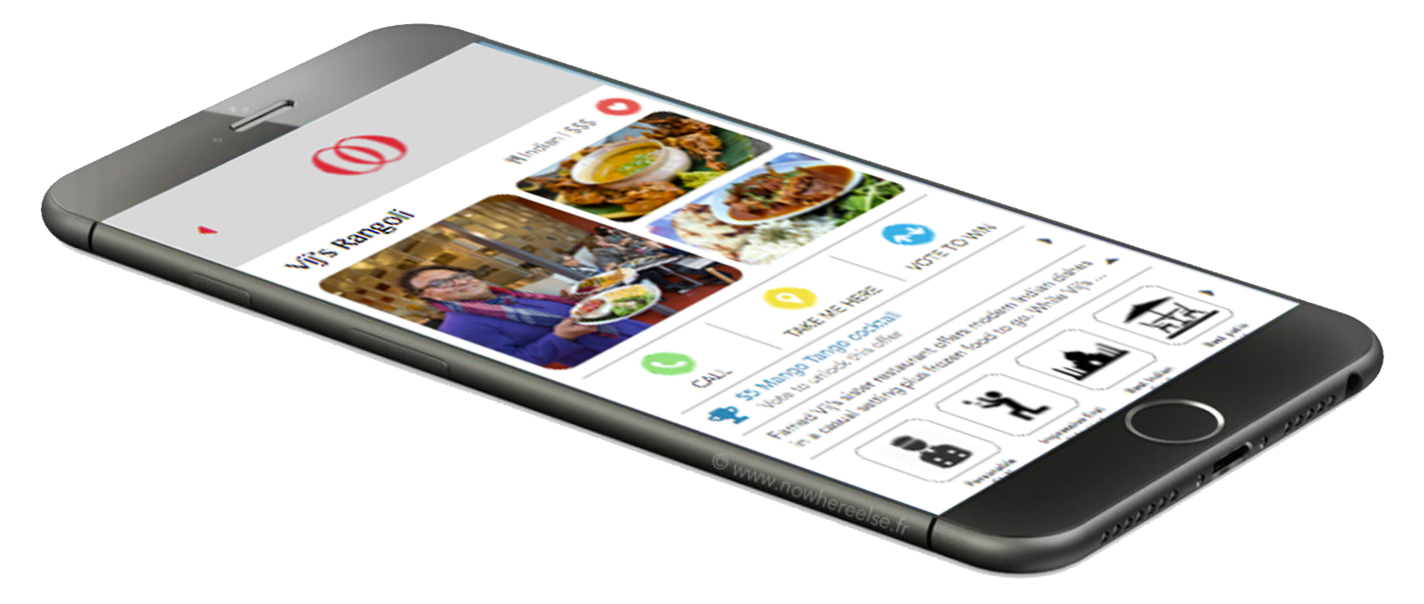 Indian | $$$
Vij's Rangoli
CALL
TAKE ME HERE
VOTE TO WIN
$5 Mango Tango cocktail
Vote to unlock this offer
Famed Vij's sister restaurant offers modern Indian dishes
in a casual setting plus frozen food to go. While Vij's ...
Personable
Impressive first
Best Indian
Best patio
© www.nowhereelse.fr